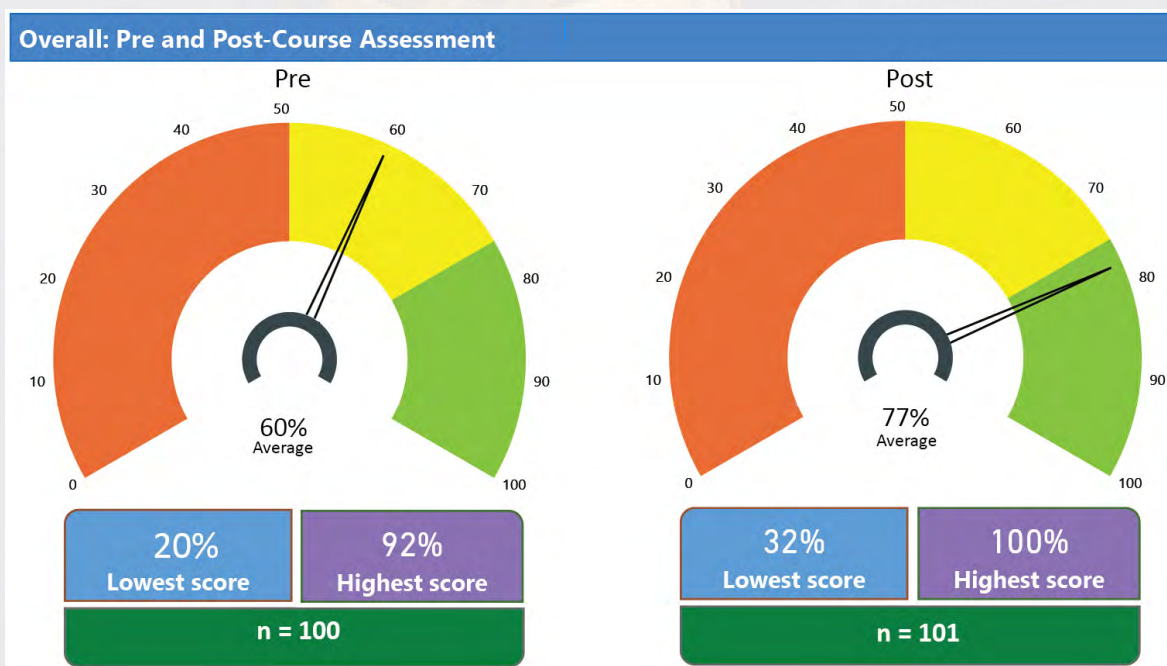 Overall: Pre and Post-Course Assessment
Pre
0
10
20
30
40
50
60
70
80
90
100
60%
Average
20%
Lowest score
92%
Highest score
n = 100
Post
0
10
20
30
40
50
60
70
80
90
100
77%
Average
32%
Lowest score
100%
Highest score
n = 101